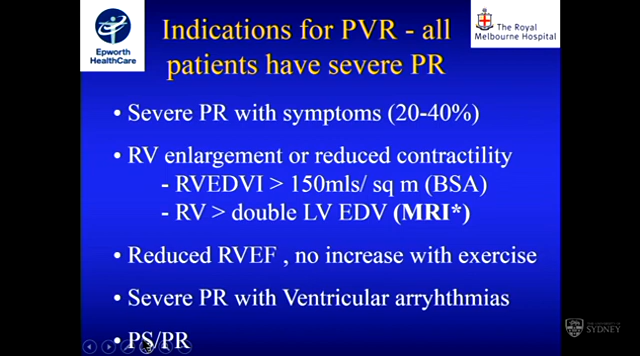 Epworth
HealthCare
Indications for PVR - all
patients have severe PR
The Royal
Melbourne Hospital
• Severe PR with symptoms (20-40%)
• RV enlargement or reduced contractility
- RVEDVI > 150mls/ sq m (BSA)
- RV > double LV EDV (MRI*)
• Reduced RVEF , no increase with exercise
• Severe PR with Ventricular arryhthmias
• PS/PR
THE UNIVERSITY OF
SYDNEY